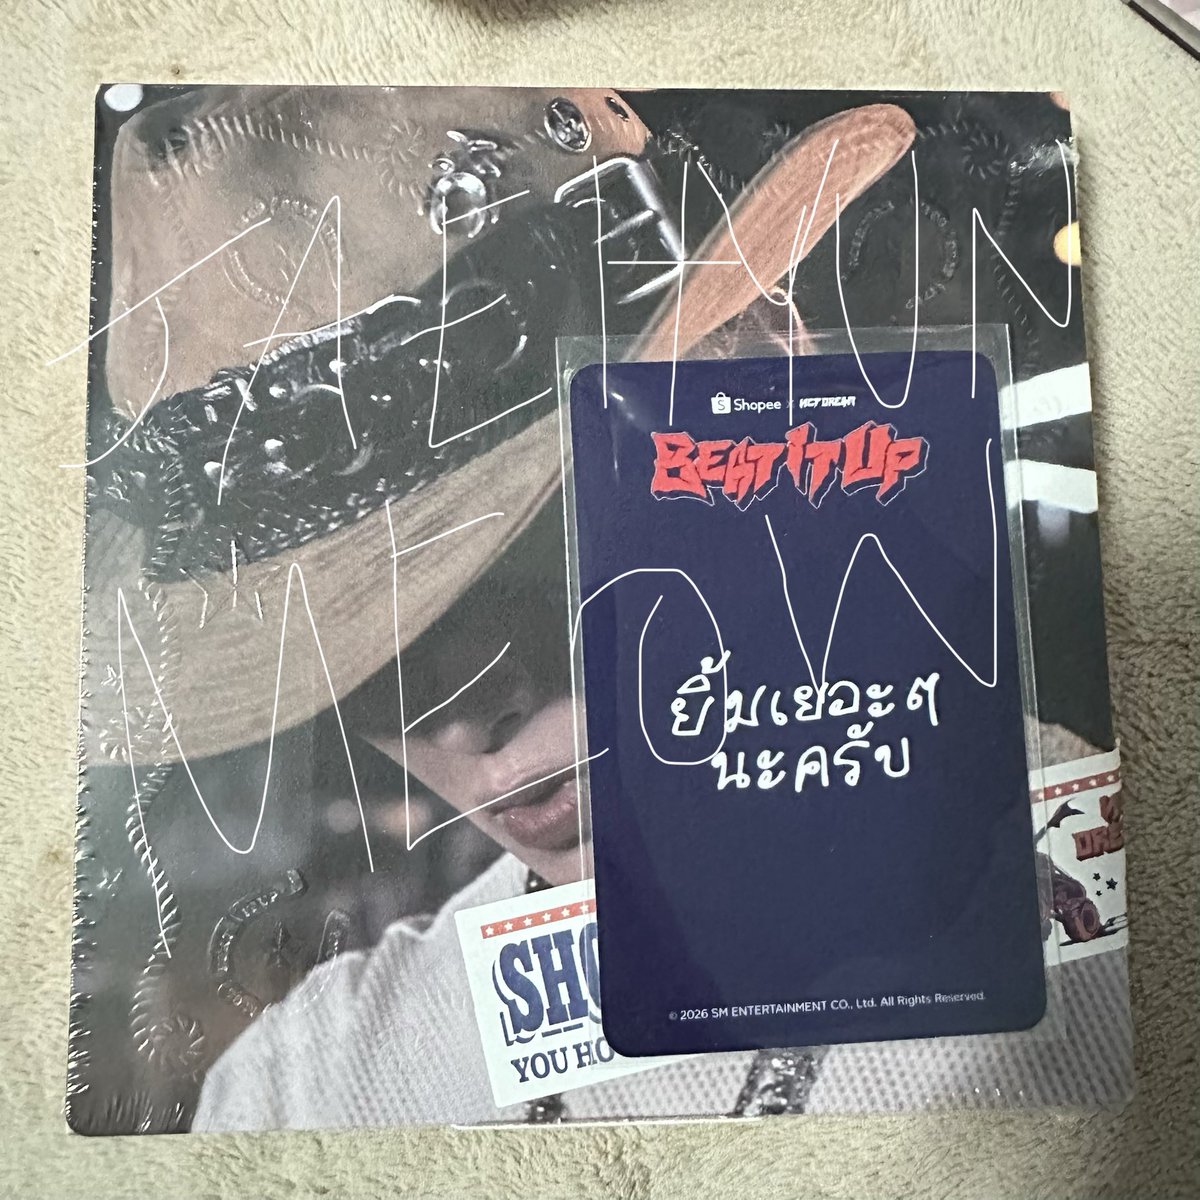 JAEHYUN
MEOW
Shopee x NCT DREAM
BEAT IT UP
ยิ้มเยอะๆ
นะครับ
© 2026 SM ENTERTAINMENT CO., Ltd. All Rights Reserved.
YOU